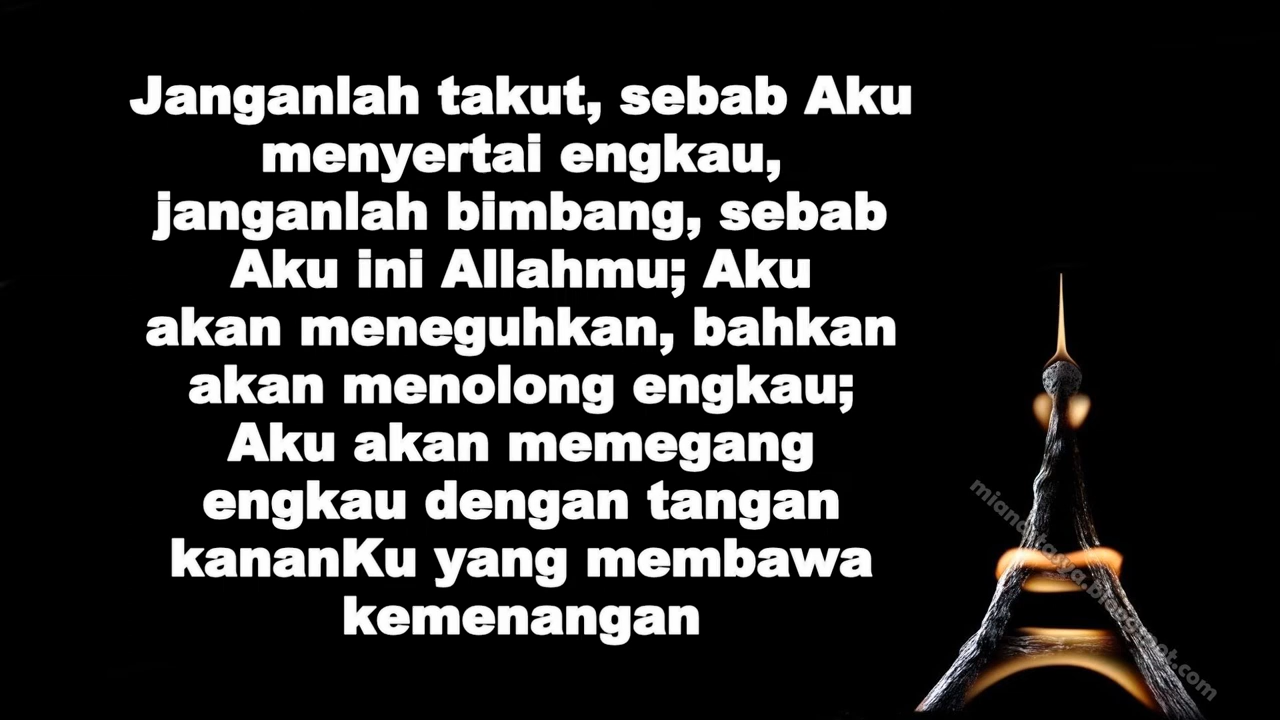 Janganlah takut, sebab Aku
menyertai engkau,
janganlah bimbang, sebab
Aku ini Allahmu; Aku
akan meneguhkan, bahkan
akan menolong engkau;
Aku akan memegang
engkau dengan tangan
kananKu yang membawa
kemenangan